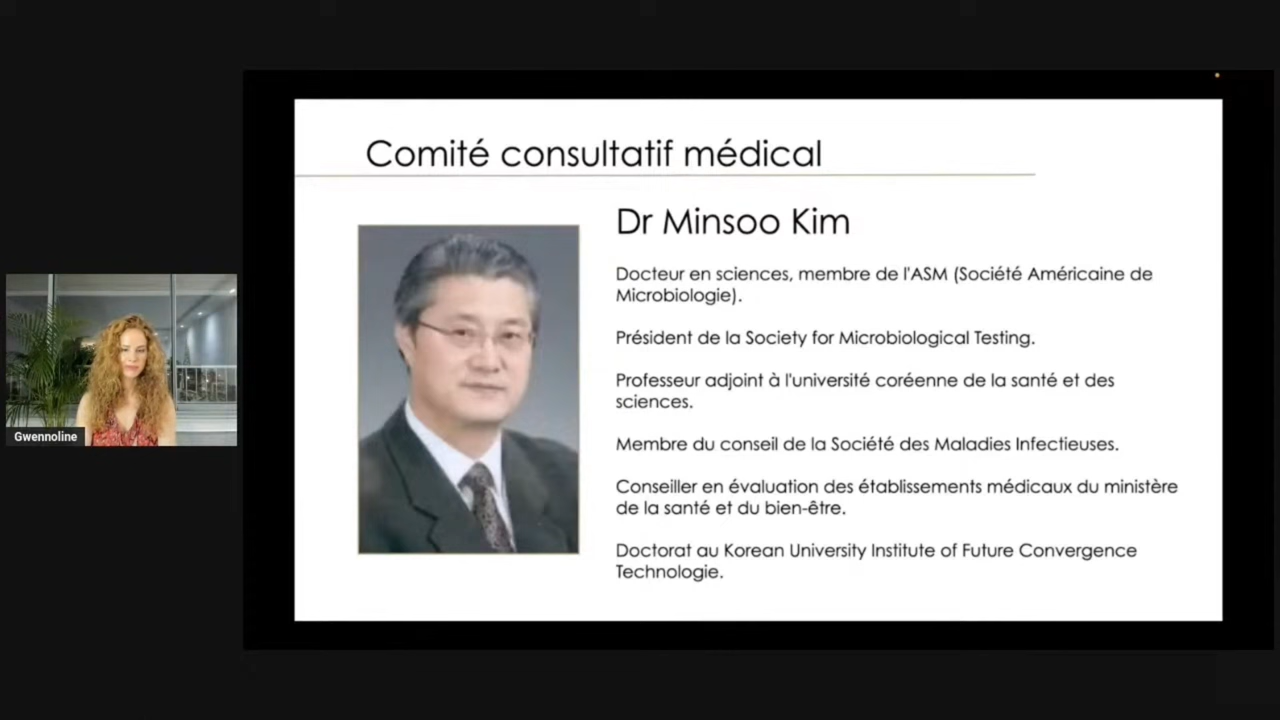 Comité consultatif médical
Dr Minsoo Kim
Docteur en sciences, membre de l'ASM (Société Américaine de
Microbiologie).
Président de la Society for Microbiological Testing.
Professeur adjoint à l'université coréenne de la santé et des
sciences.
Membre du conseil de la Société des Maladies Infectieuses.
Conseiller en évaluation des établissements médicaux du ministère
de la santé et du bien-être.
Doctorat au Korean University Institute of Future Convergence
Technologie.
Gwennoline